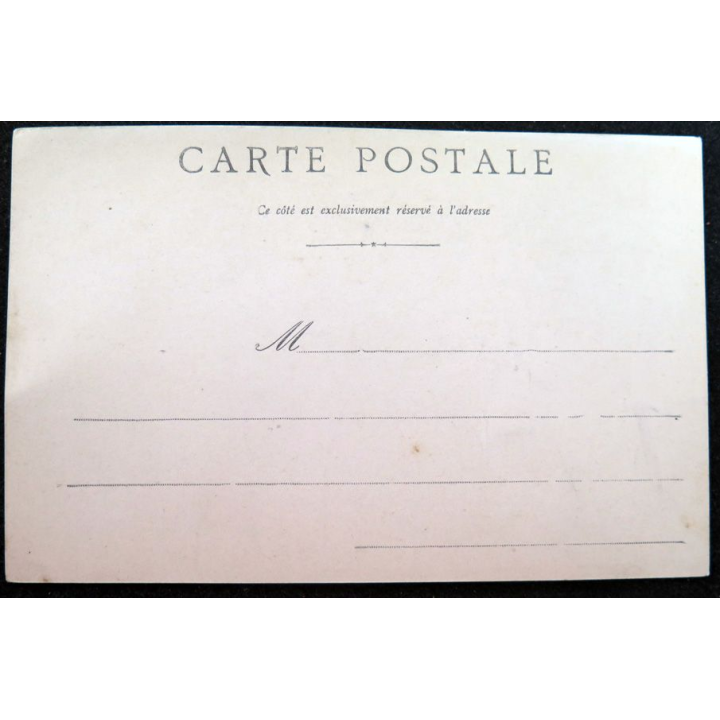 CARTE POSTALE
Ce côté est exclusivement réservé à l'adresse
M